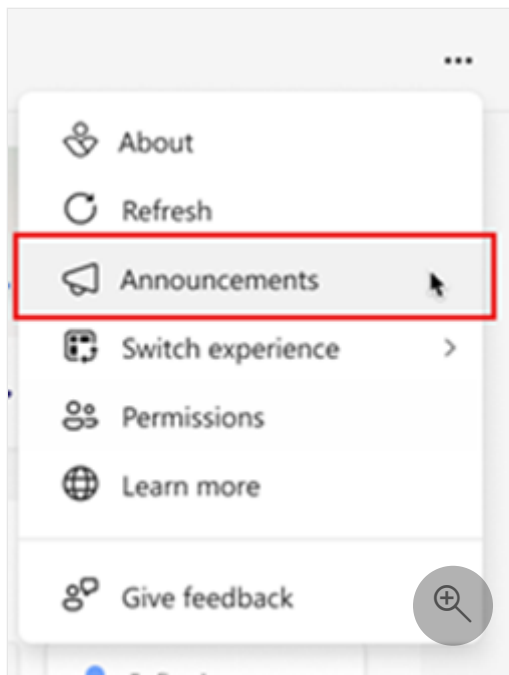 About
Refresh
Announcements
Switch experience
Permissions
Learn more
Give feedback